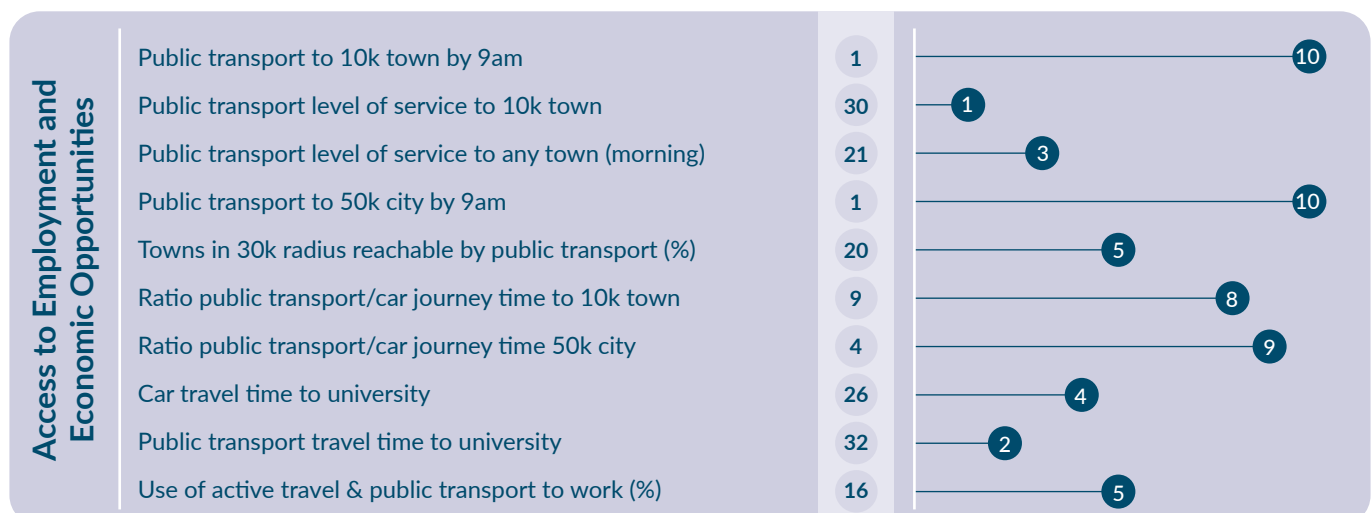 Access to Employment and
Economic Opportunities
Public transport to 10k town by 9am 1 10
Public transport level of service to 10k town 30 1
Public transport level of service to any town (morning) 21 3
Public transport to 50k city by 9am 1 10
Towns in 30k radius reachable by public transport (%) 20 5
Ratio public transport/car journey time to 10k town 9 8
Ratio public transport/car journey time 50k city 4 9
Car travel time to university 26 4
Public transport travel time to university 32 2
Use of active travel & public transport to work (%) 16 5